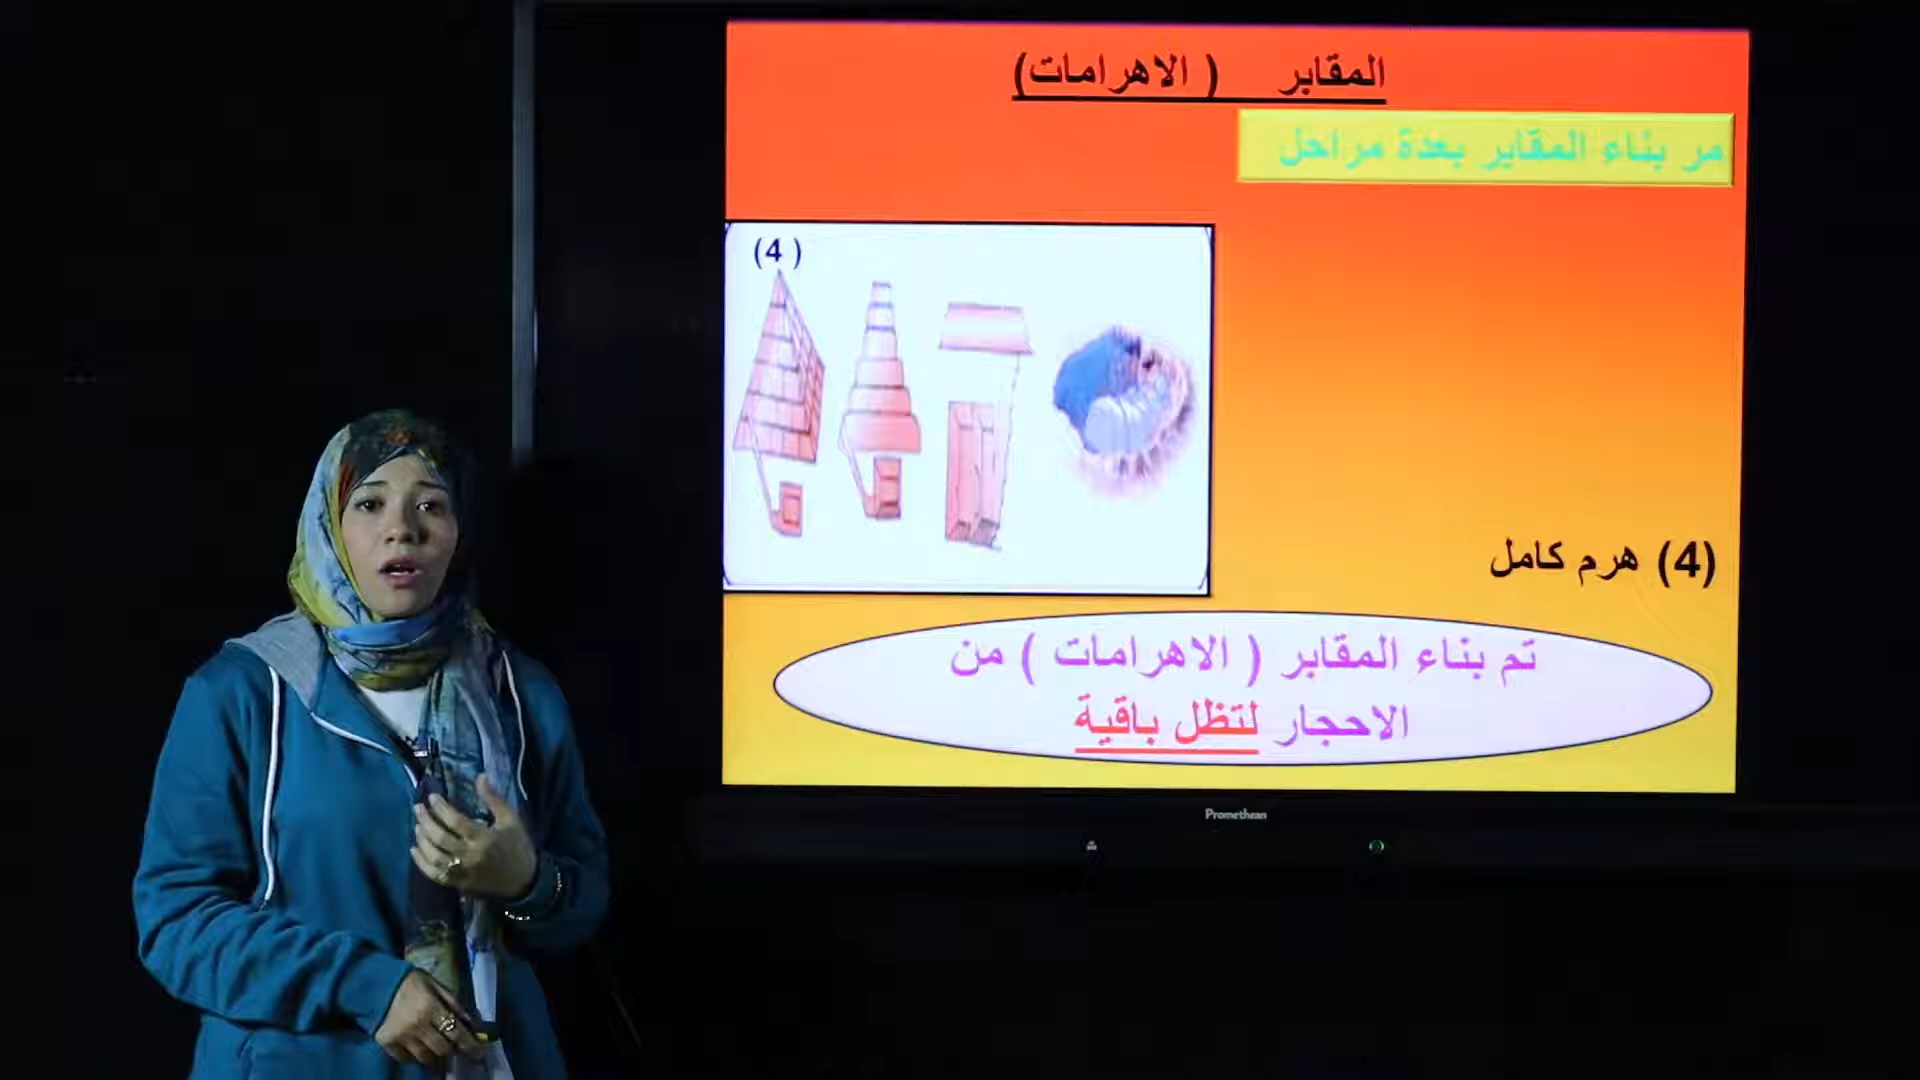 المقابر ( الاهرامات)
مر بناء المقاير بعدة مراحل
(4)
(4) هرم كامل
تم بناء المقابر ( الاهرامات ) من
الاحجار لتظل باقية
Promethean